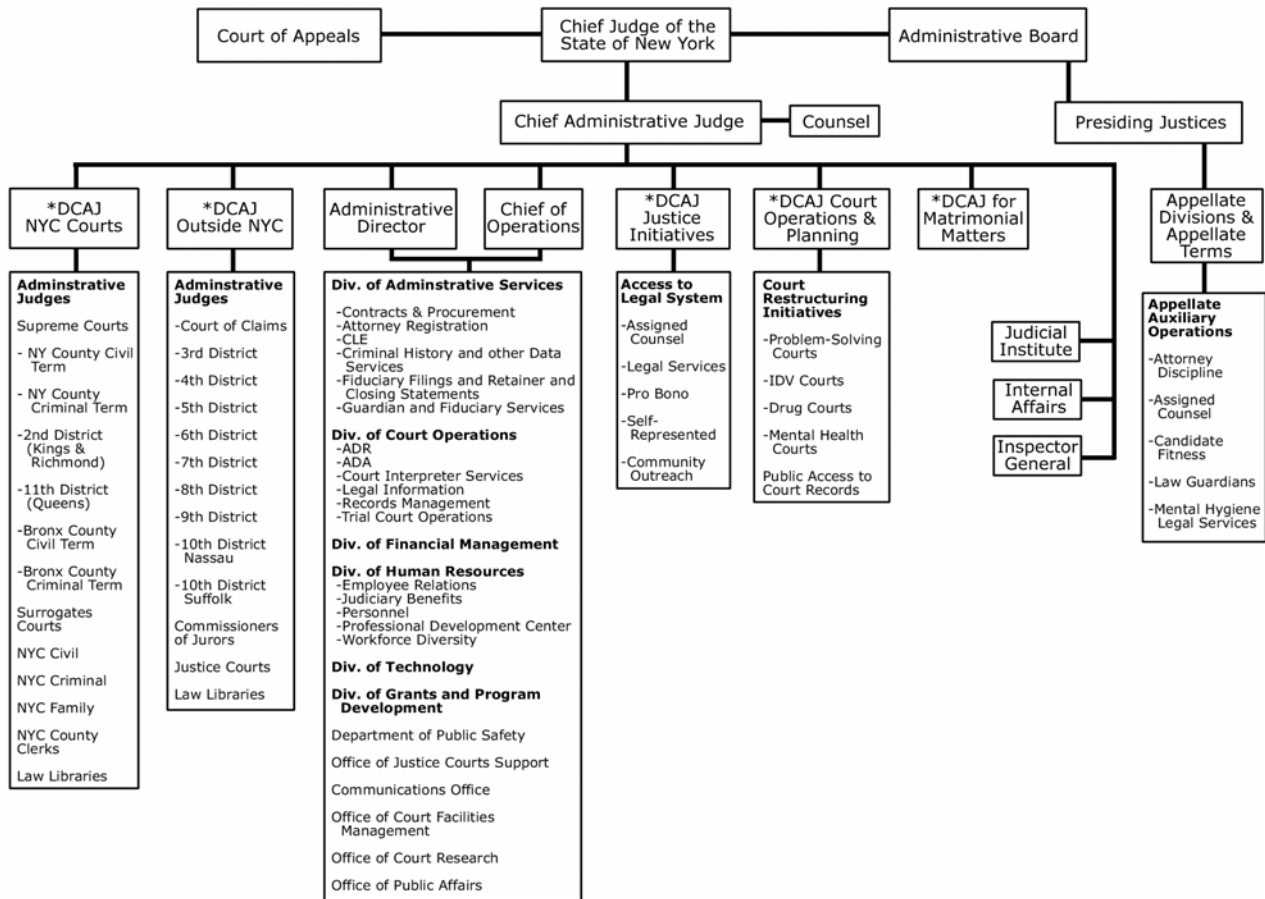 Court of Appeals
Chief Judge of the
State of New York
Administrative Board
Chief Administrative Judge
Counsel
Presiding Justices
*DCAJ
NYC Courts
*DCAJ
Outside NYC
Administrative
Director
Chief of
Operations
*DCAJ
Justice
Initiatives
*DCAJ Court
Operations &
Planning
*DCAJ for
Matrimonial
Matters
Appellate
Divisions &
Appellate
Terms
Adminstrative
Judges
Supreme Courts
- NY County Civil
Term
- NY County
Criminal Term
-2nd District
(Kings &
Richmond)
-11th District
(Queens)
-Bronx County
Civil Term
-Bronx County
Criminal Term
Surrogates
Courts
NYC Civil
NYC Criminal
NYC Family
NYC County
Clerks
Law Libraries
Adminstrative
Judges
-Court of Claims
-3rd District
-4th District
-5th District
-6th District
-7th District
-8th District
-9th District
-10th District
Nassau
-10th District
Suffolk
Commissioners
of Jurors
Justice Courts
Law Libraries
Div. of Adminstrative Services
-Contracts & Procurement
-Attorney Registration
-CLE
-Criminal History and other Data
Services
-Fiduciary Filings and Retainer and
Closing Statements
-Guardian and Fiduciary Services
Div. of Court Operations
-ADR
-ADA
-Court Interpreter Services
-Legal Information
-Records Management
-Trial Court Operations
Div. of Financial Management
Div. of Human Resources
-Employee Relations
-Judiciary Benefits
-Personnel
-Professional Development Center
-Workforce Diversity
Div. of Technology
Div. of Grants and Program
Development
Department of Public Safety
Office of Justice Courts Support
Communications Office
Office of Court Facilities
Management
Office of Court Research
Office of Public Affairs
Access to
Legal System
-Assigned
Counsel
-Legal Services
-Pro Bono
-Self-
Represented
-Community
Outreach
Court
Restructuring
Initiatives
-Problem-Solving
Courts
-IDV Courts
-Drug Courts
-Mental Health
Courts
Public Access to
Court Records
Judicial
Institute
Internal
Affairs
Inspector
General
Appellate
Auxiliary
Operations
-Attorney
Discipline
-Assigned
Counsel
-Candidate
Fitness
-Law Guardians
-Mental Hygiene
Legal Services